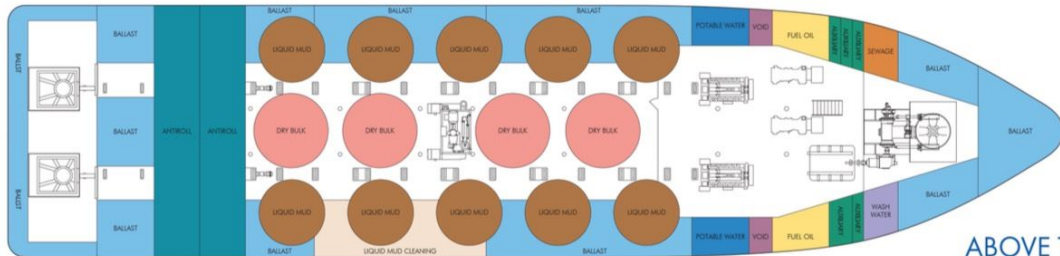 BALLAST
BALLAST
BALLAST
BALLAST
POTABLE WATER
VOID
FUEL OIL
AUXILIARY
AUXILIARY
AUXILIARY
SEWAGE
BALLAST
BALLAST
LIQUID MUD
LIQUID MUD
LIQUID MUD
LIQUID MUD
LIQUID MUD
BALLAST
ANTIROLL
ANTIROLL
DRY BULK
DRY BULK
DRY BULK
DRY BULK
BALLAST
BALLAST
BALLAST
LIQUID MUD
LIQUID MUD
LIQUID MUD
LIQUID MUD
LIQUID MUD
AUXILIARY
AUXILIARY
WASH
WATER
BALLAST
BALLAST
LIQUID MUD CLEANING
BALLAST
POTABLE WATER
VOID
FUEL OIL
ABOVE